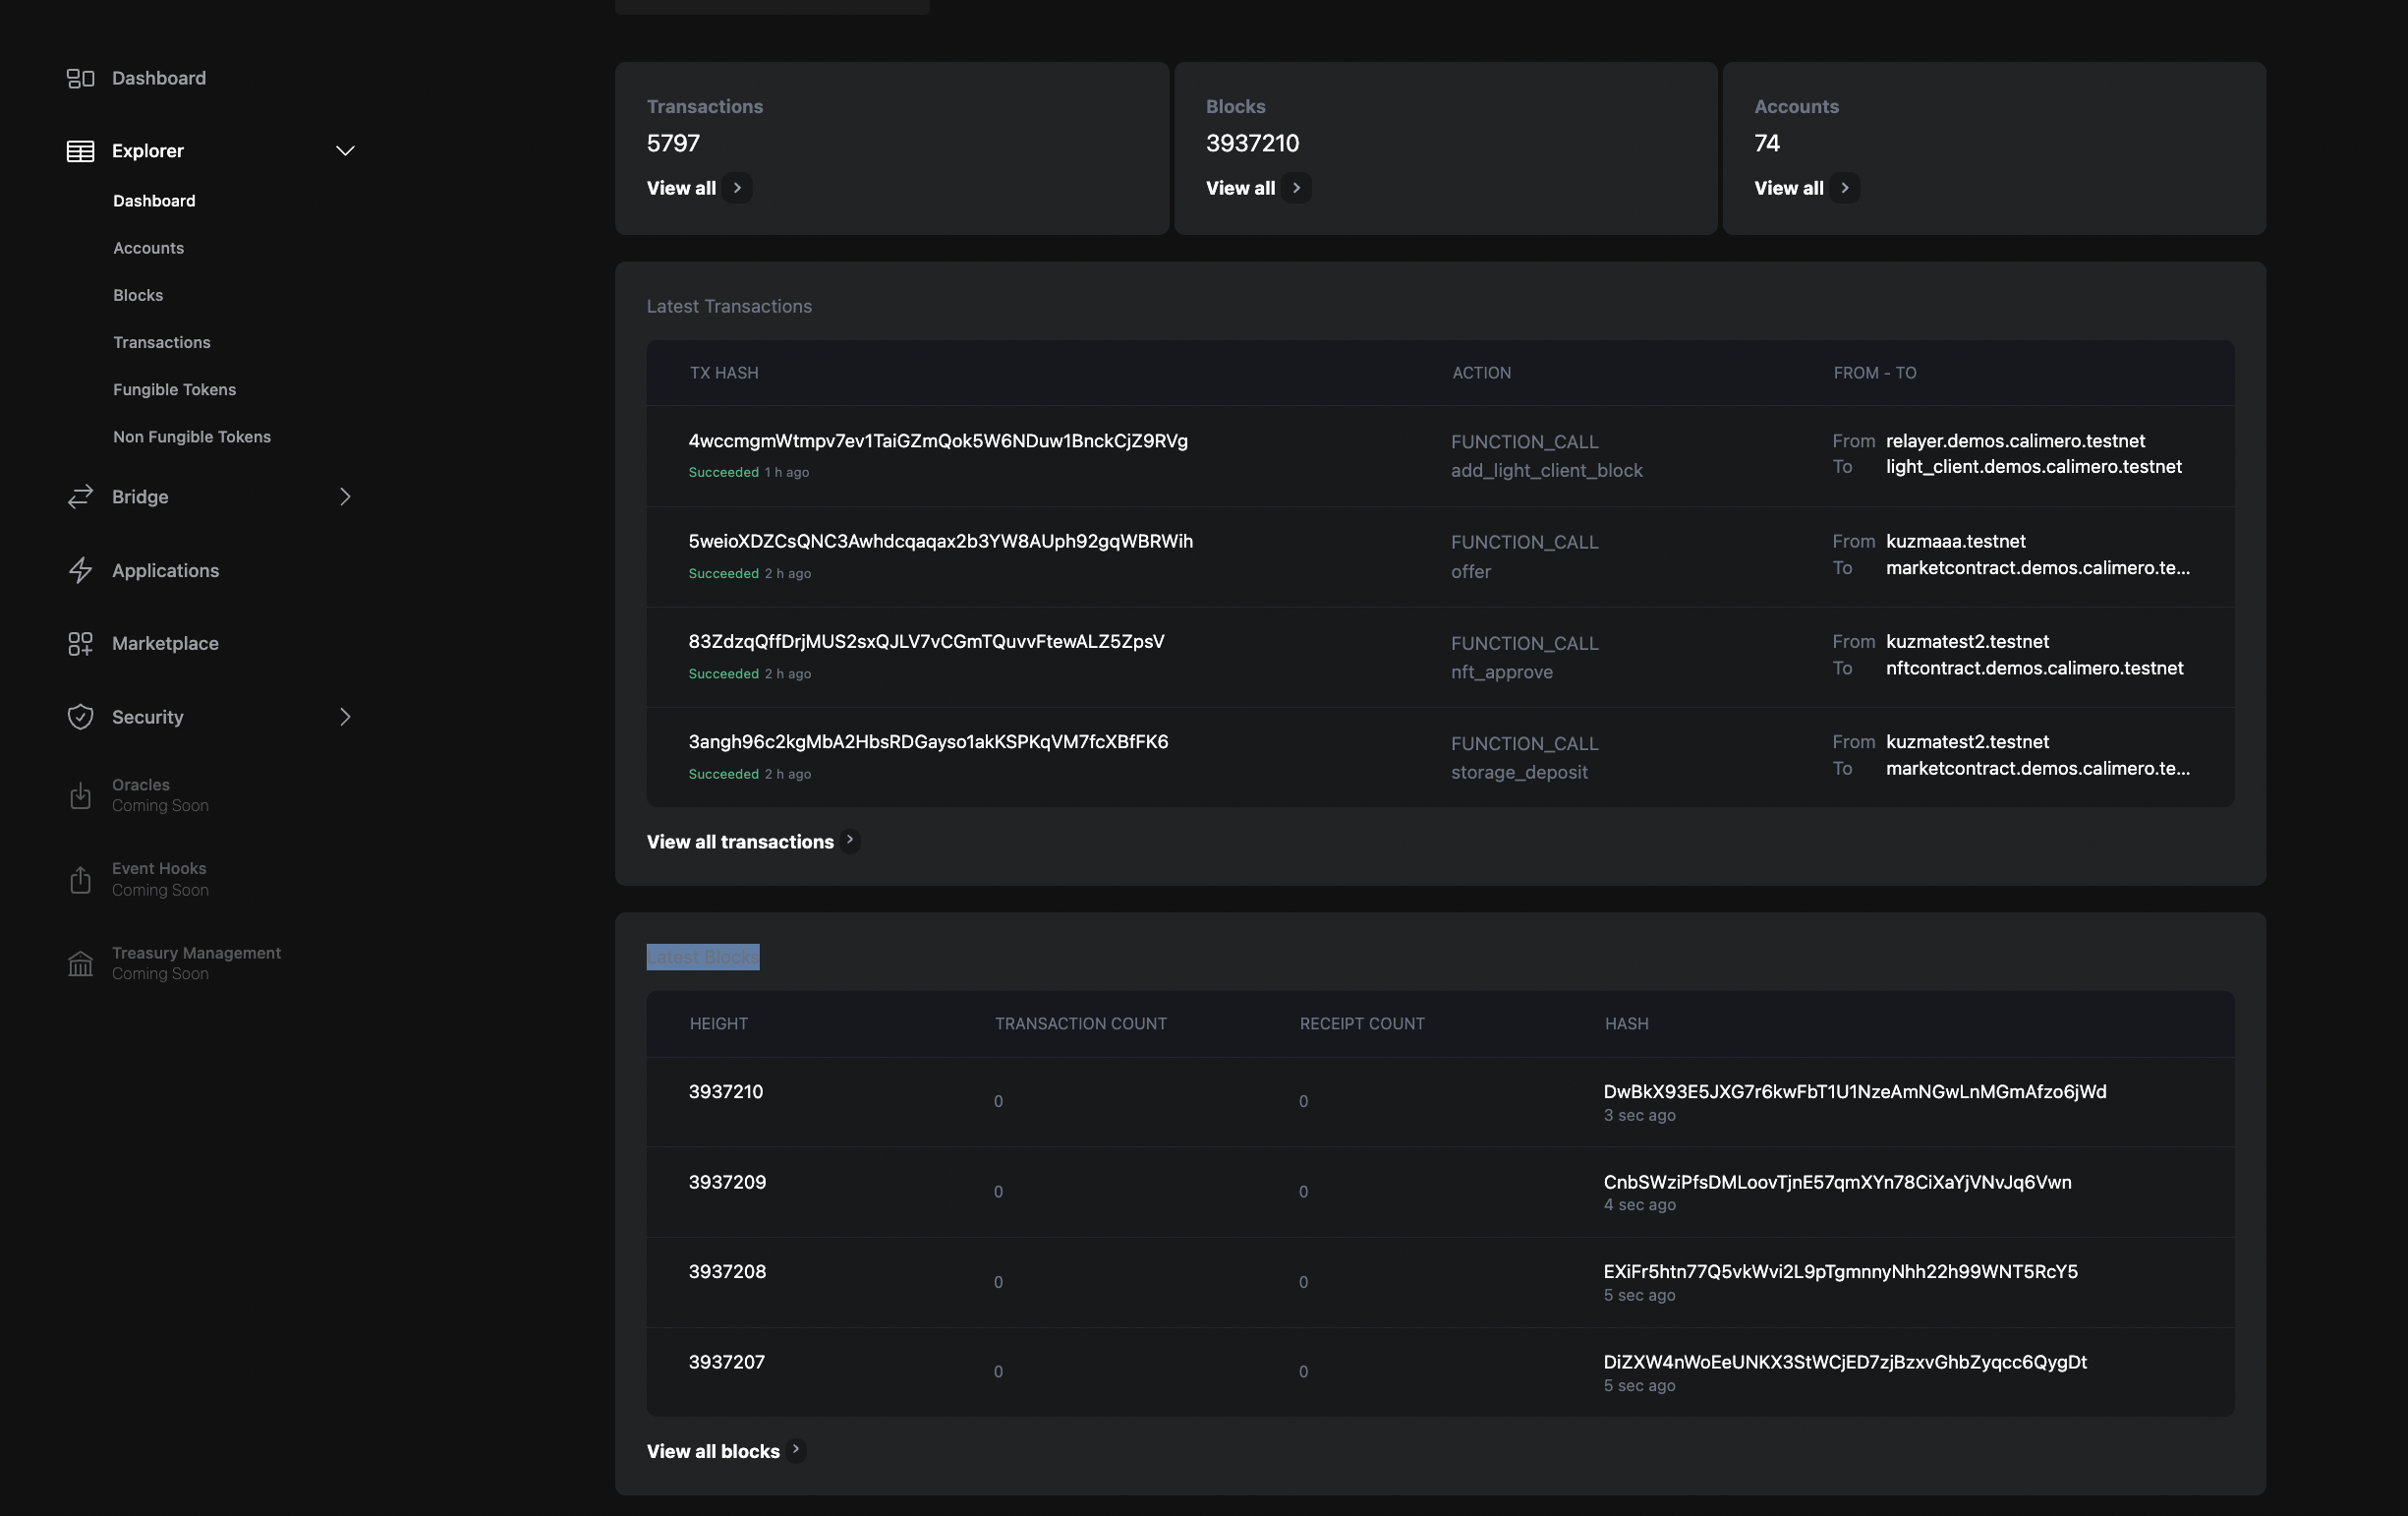 Dashboard
Explorer
Dashboard
Accounts
Blocks
Transactions
Fungible Tokens
Non Fungible Tokens
Bridge
Applications
Marketplace
Security
Oracles
Coming Soon
Event Hooks
Coming Soon
Treasury Management
Coming Soon
Transactions
5797
View all
Blocks
3937210
View all
Accounts
74
View all
Latest Transactions
TX HASH ACTION FROM - TO
4wccmgmWtmpv7ev1TaiGZmQok5W6NDuw1BnckCjZ9RVg FUNCTION_CALL From relayer.demos.calimero.testnet
Succeeded 1 h ago add_light_client_block To light_client.demos.calimero.testnet
5weioXDZCsQNC3Awhdcqaqax2b3YW8AUph92gqWBRWih FUNCTION_CALL From kuzmaaa.testnet
Succeeded 2 h ago offer To marketcontract.demos.calimero.te...
83ZdzqQffDrjMUS2sxQJLV7vCGmTQuvvFtewALZ5ZpsV FUNCTION_CALL From kuzmatest2.testnet
Succeeded 2 h ago nft_approve To nftcontract.demos.calimero.testnet
3angh96c2kgMbA2HbsRDGayso1akKSPKqVM7fcXBfFK6 FUNCTION_CALL From kuzmatest2.testnet
Succeeded 2 h ago storage_deposit To marketcontract.demos.calimero.te...
View all transactions
Latest Blocks
HEIGHT TRANSACTION COUNT RECEIPT COUNT HASH
3937210 0 0 DwBkX93E5JXG7r6kwFbT1U1NzeAmNGwLnMGmAfzo6jWd
3 sec ago
3937209 0 0 CnbSWziPfsDMLoovTjnE57qmXYn78CiXaYjVNvJq6Vwn
4 sec ago
3937208 0 0 EXiFr5htn77Q5vkWvi2L9pTgmnnyNhh22h99WNT5RcY5
5 sec ago
3937207 0 0 DiZXW4nWoEeUNKX3StWCjED7zjBzxvGhbZyqcc6QygDt
5 sec ago
View all blocks